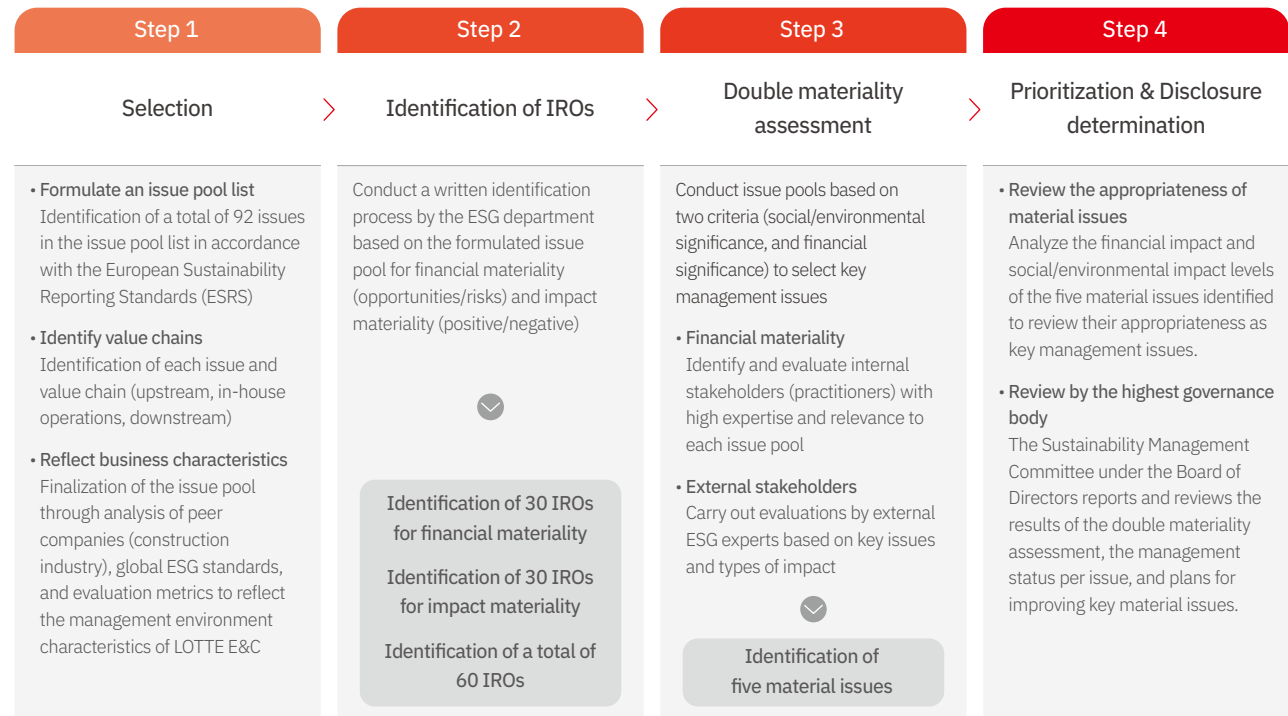 Step 1
Selection
• Formulate an issue pool list
Identification of a total of 92 issues
in the issue pool list in accordance
with the European Sustainability
Reporting Standards (ESRS)
• Identify value chains
Identification of each issue and
value chain (upstream, in-house
operations, downstream)
• Reflect business characteristics
Finalization of the issue pool
through analysis of peer
companies (construction
industry), global ESG standards,
and evaluation metrics to reflect
the management environment
characteristics of LOTTE E&C
Step 2
Identification of IROs
Conduct a written identification
process by the ESG department
based on the formulated issue
pool for financial materiality
(opportunities/risks) and impact
materiality (positive/negative)
Identification of 30 IROs
for financial materiality
Identification of 30 IROs
for impact materiality
Identification of a total of
60 IROs
Step 3
Double materiality
assessment
Conduct issue pools based on
two criteria (social/environmental
significance, and financial
significance) to select key
management issues
• Financial materiality
Identify and evaluate internal
stakeholders (practitioners) with
high expertise and relevance to
each issue pool
• External stakeholders
Carry out evaluations by external
ESG experts based on key issues
and types of impact
Identification of
five material issues
Step 4
Prioritization & Disclosure
determination
• Review the appropriateness of
material issues
Analyze the financial impact and
social/environmental impact levels
of the five material issues identified
to review their appropriateness as
key management issues.
• Review by the highest governance
body
The Sustainability Management
Committee under the Board of
Directors reports and reviews the
results of the double materiality
assessment, the management
status per issue, and plans for
improving key material issues.